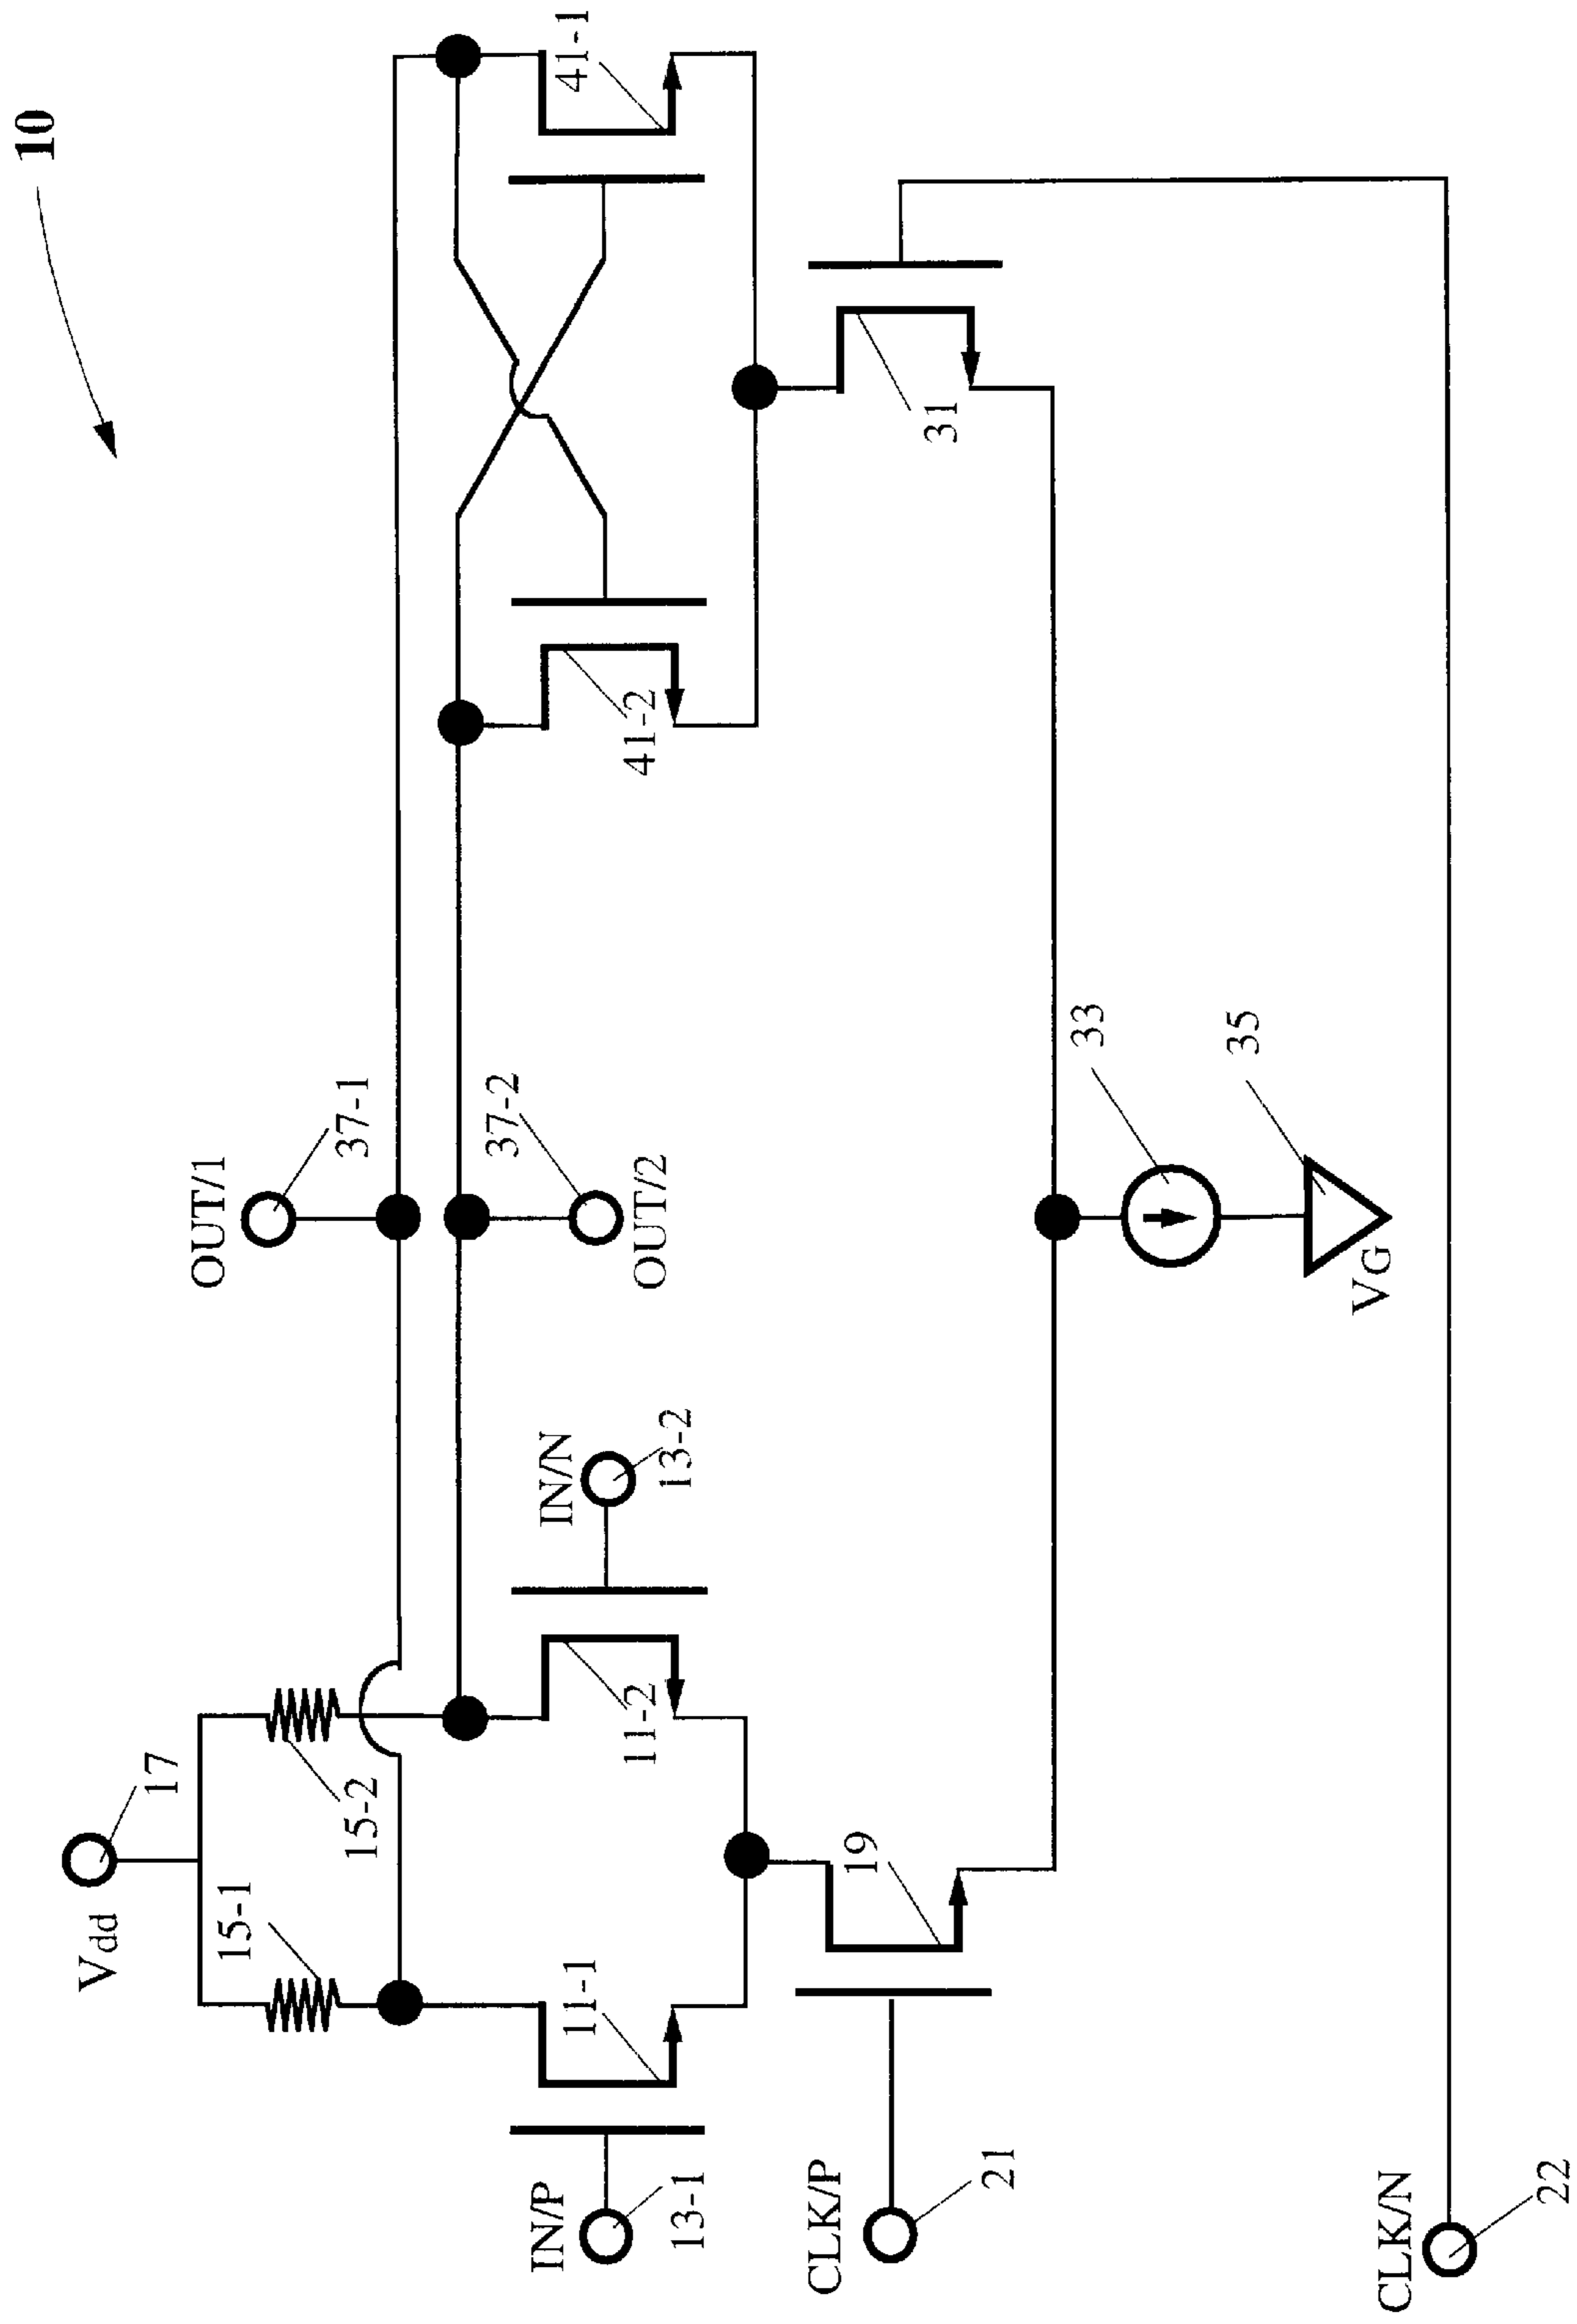 10
Vdd
17
15-1
15-2
OUT/1
37-1
37-2
OUT/2
IN/P
13-1
11-1
11-2
IN/N
13-2
41-2
41-1
CLK/P
21
19
31
33
35
VG
CLK/N
22